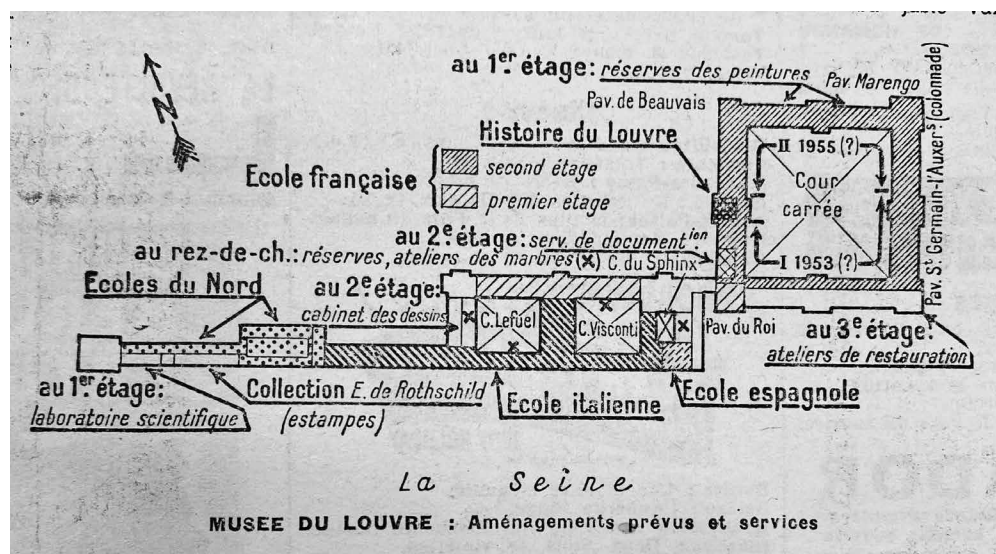 au 1er. étage: réserves des peintures
Pav. Marengo
Pav. de Beauvais
Histoire du Louvre
Ecole française
second étage
premier étage
II 1955 (?)
Cour
carrée
I 1953 (?)
Pav. St Germain-l'Auxer.s (colonnade)
au 2e. étage: serv. de document.ion
au rez-de-ch.: réserves, ateliers des marbres (x)
C. du Sphinx
Ecoles du Nord
au 2e. étage:
cabinet des dessins
C. Lefuel
C. Visconti
Pav. du Roi
au 3e étage:
ateliers de restauration
au 1er. étage:
laboratoire scientifique
Collection E. de Rothschild
(estampes)
Ecole italienne
Ecole espagnole
N
La Seine
MUSEE DU LOUVRE : Aménagements prévus et services